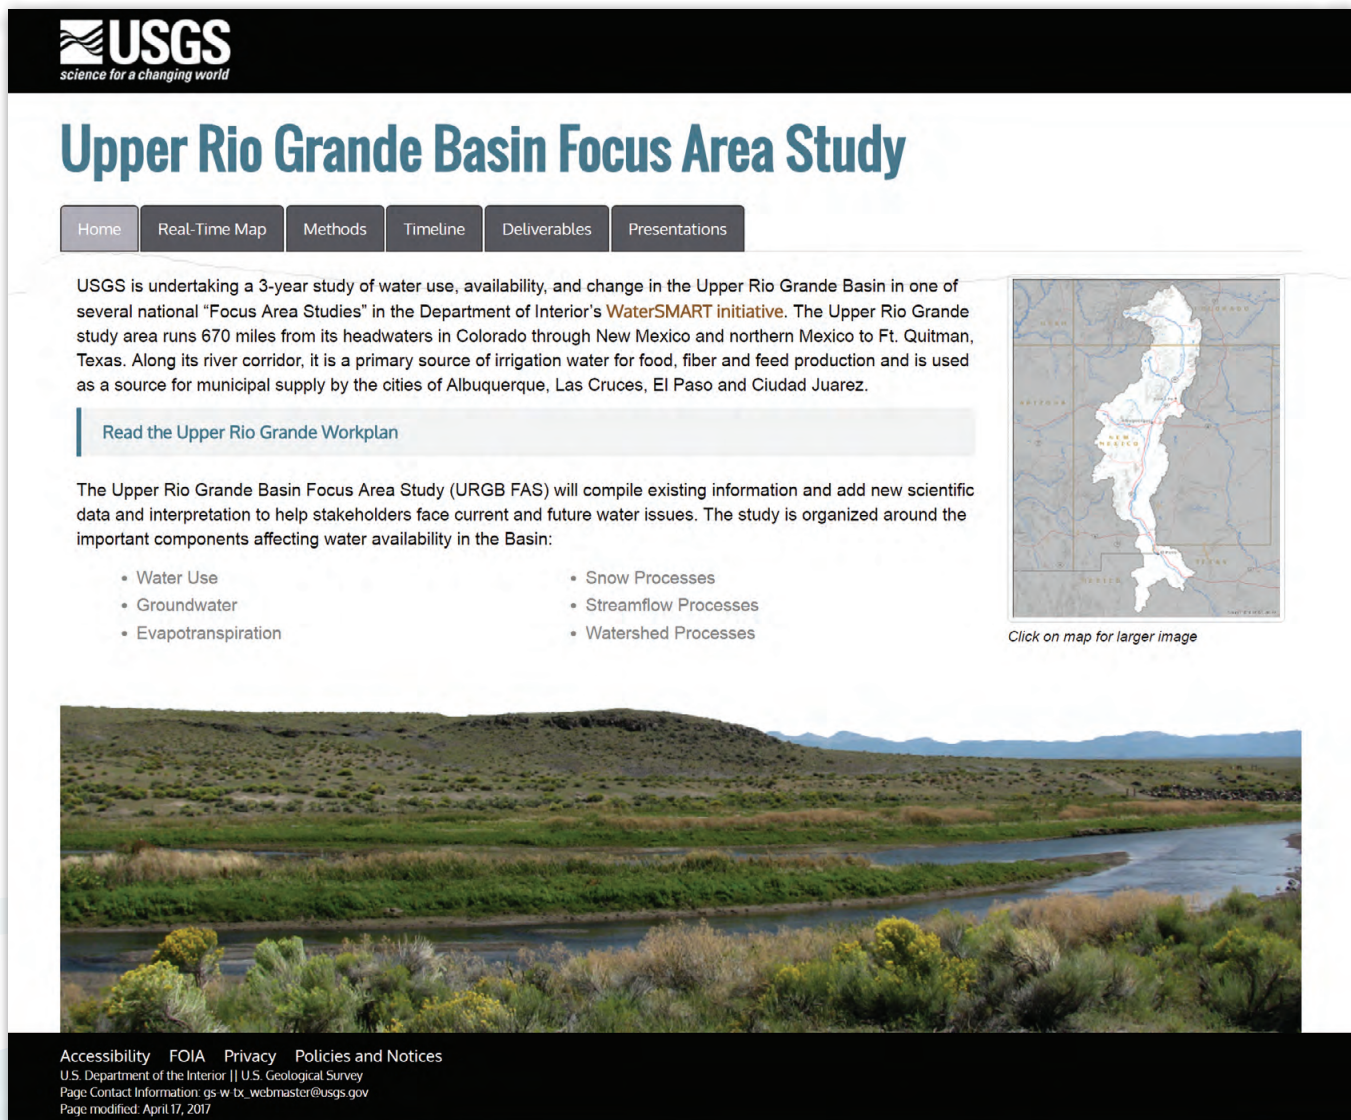 USGS
science for a changing world
Upper Rio Grande Basin Focus Area Study
Home
Real-Time Map
Methods
Timeline
Deliverables
Presentations
USGS is undertaking a 3-year study of water use, availability, and change in the Upper Rio Grande Basin in one of
several national “Focus Area Studies” in the Department of Interior’s WaterSMART initiative. The Upper Rio Grande
study area runs 670 miles from its headwaters in Colorado through New Mexico and northern Mexico to Ft. Quitman,
Texas. Along its river corridor, it is a primary source of irrigation water for food, fiber and feed production and is used
as a source for municipal supply by the cities of Albuquerque, Las Cruces, El Paso and Ciudad Juarez.
Read the Upper Rio Grande Workplan
The Upper Rio Grande Basin Focus Area Study (URGB FAS) will compile existing information and add new scientific
data and interpretation to help stakeholders face current and future water issues. The study is organized around the
important components affecting water availability in the Basin:
• Water Use
• Groundwater
• Evapotranspiration
• Snow Processes
• Streamflow Processes
• Watershed Processes
NEW
MEXICO
Click on map for larger image
Accessibility FOIA Privacy Policies and Notices
U.S. Department of the Interior || U.S. Geological Survey
Page Contact Information: gs-w-tx_webmaster@usgs.gov
Page modified: April 17, 2017